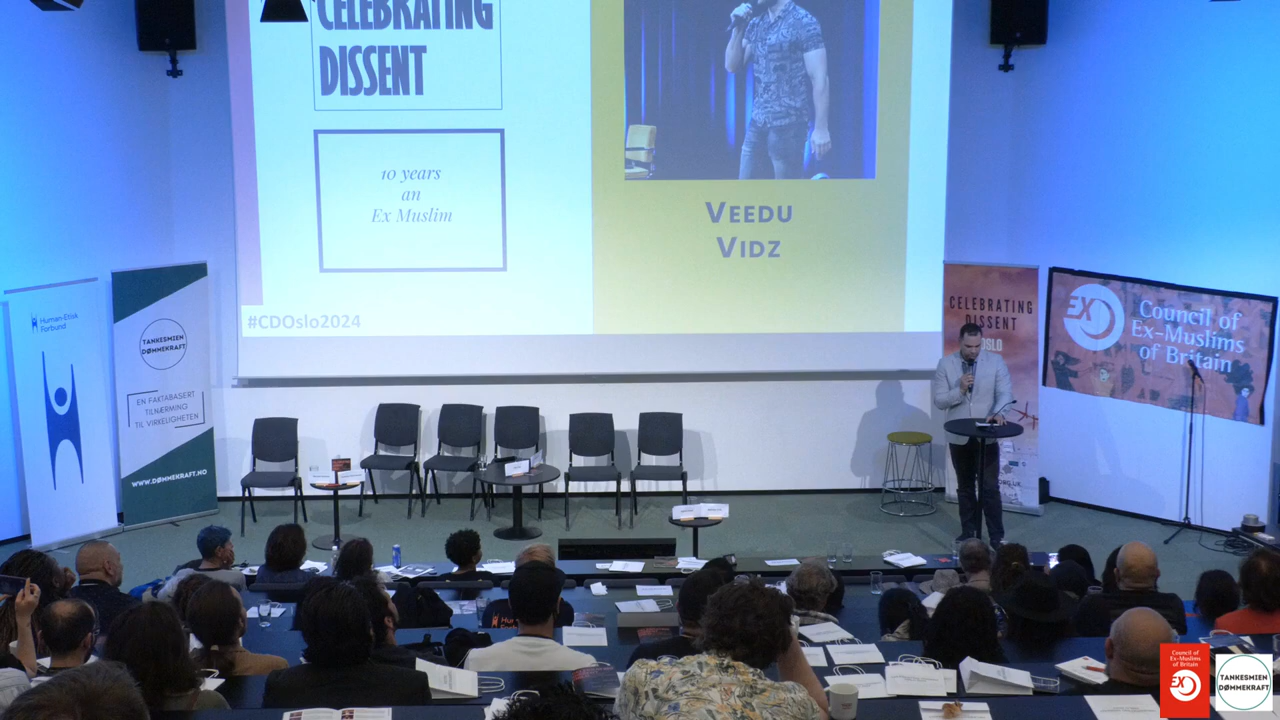 CELEBRATING
DISSENT
10 years
an
Ex Muslim
VEEDU
VIDZ
#CDOslo2024
Human-Etisk
Forbund
TANKESMIEN
DØMMEKRAFT
EN FAKTABASERT
TILNÆRMING
TIL VIRKELIGHETEN
WWW.DØMMEKRAFT.NO
CELEBRATING
DISSENT
OSLO
EX
Council of
Ex-Muslims
of Britain
Council of
Ex-Muslims
of Britain
EX
TANKESMIEN
DØMMEKRAFT